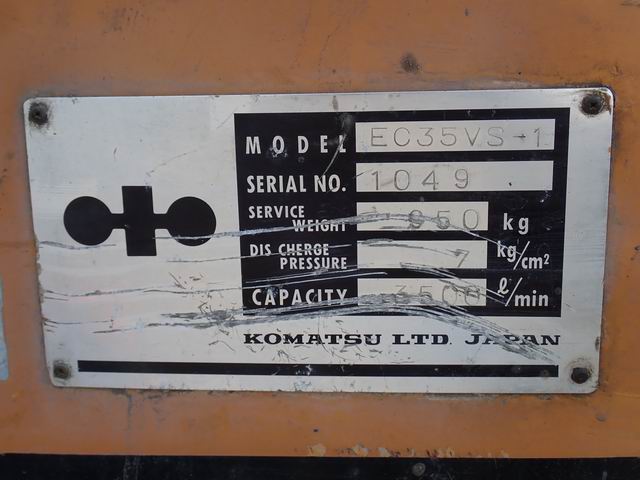 MODEL EC35VS-1
SERIAL NO. 1049
SERVICE WEIGHT 950 kg
DIS CHERGE PRESSURE 7 kg/cm²
CAPACITY 3500 ℓ/min
KOMATSU LTD. JAPAN